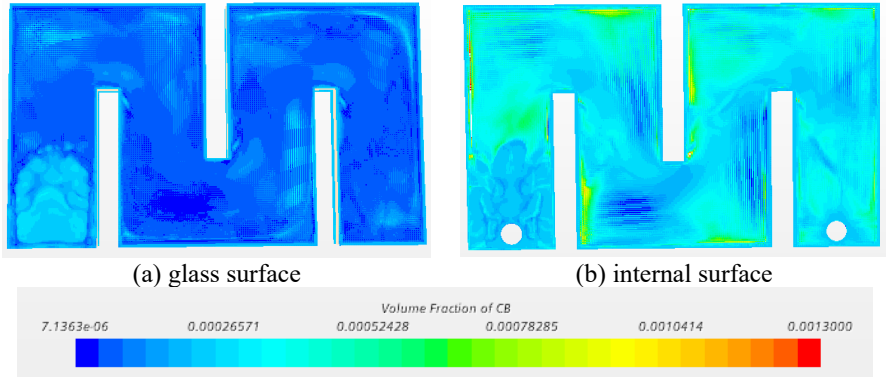 (a) glass surface (b) internal surface
Volume Fraction of CB
7.1363e-06 0.00026571 0.00052428 0.00078285 0.0010414 0.0013000